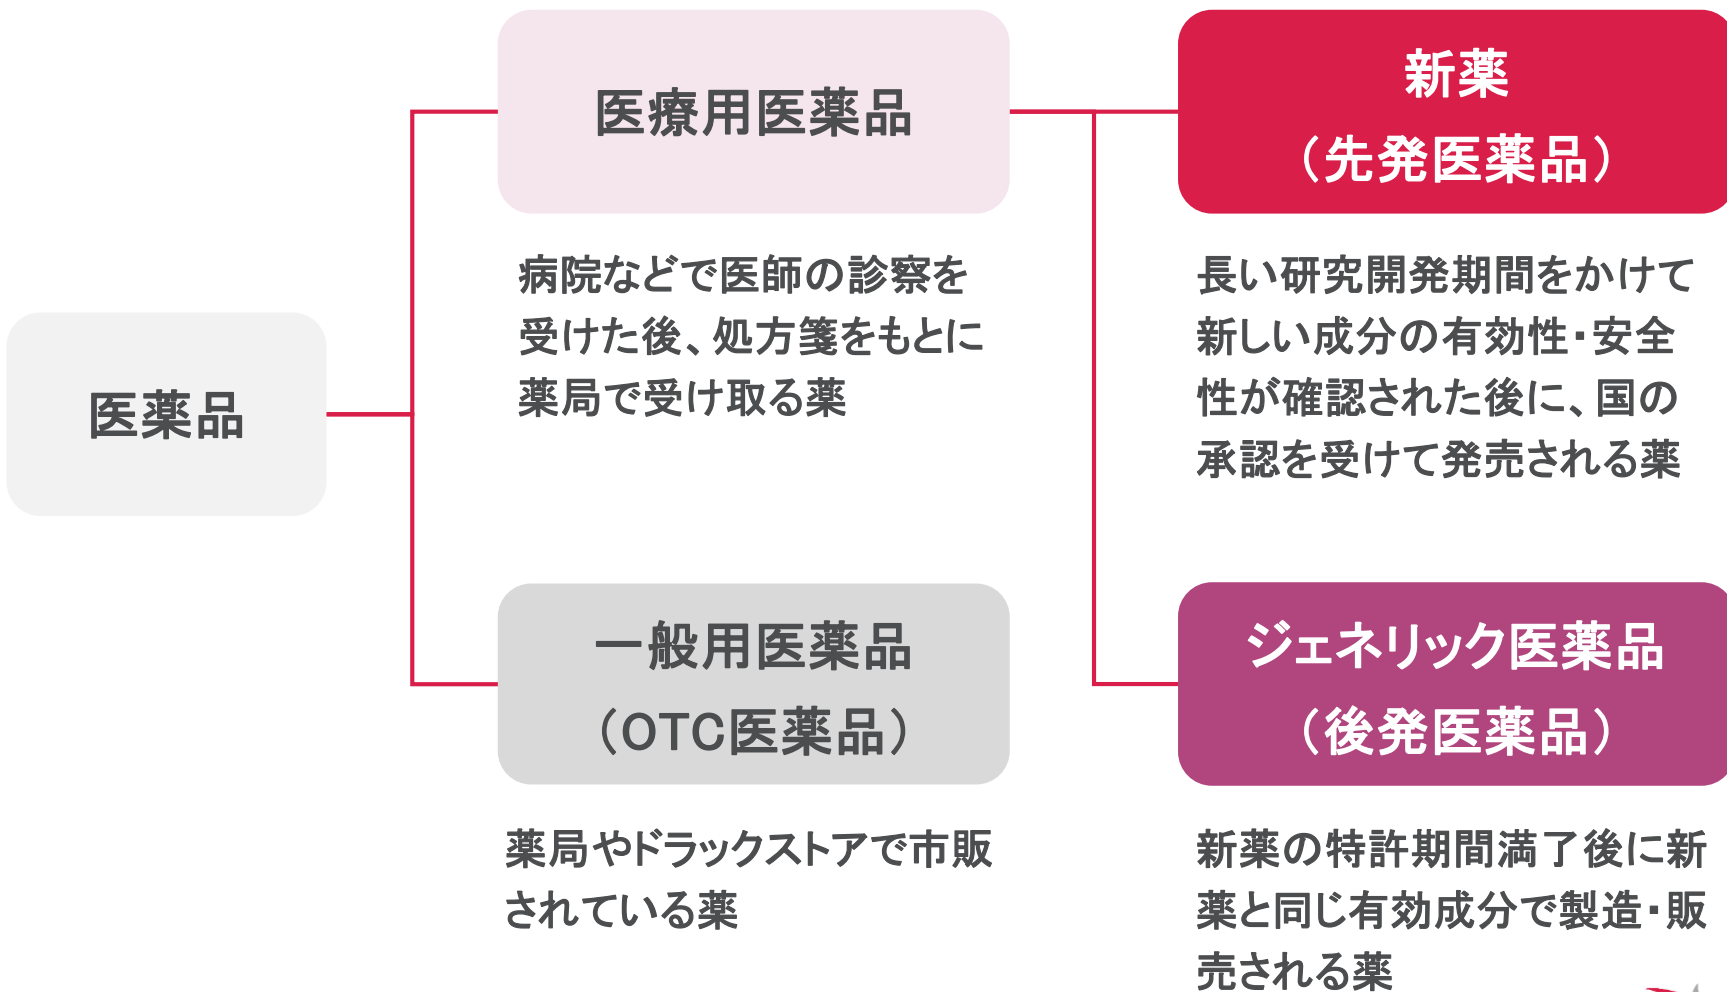 医薬品
医療用医薬品
病院などで医師の診察を
受けた後、処方箋をもとに
薬局で受け取る薬
一般用医薬品
（OTC医薬品）
薬局やドラックストアで市販
されている薬
新薬
（先発医薬品）
長い研究開発期間をかけて
新しい成分の有効性・安全
性が確認された後に、国の
承認を受けて発売される薬
ジェネリック医薬品
（後発医薬品）
新薬の特許期間満了後に新
薬と同じ有効成分で製造・販
売される薬